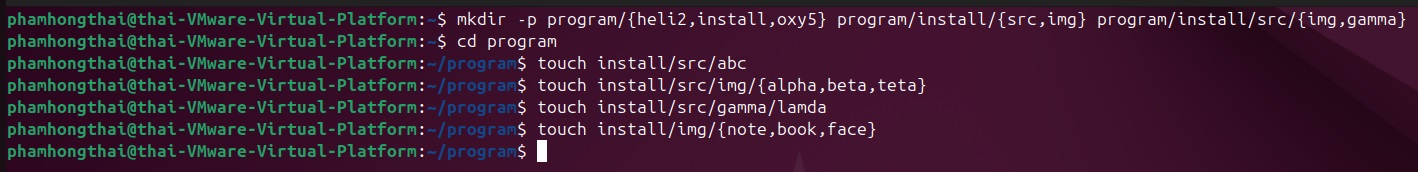 phamhongthai@thai-VMware-Virtual-Platform:~$ mkdir -p program/{heli2,install,oxy5} program/install/{src,img} program/install/src/{img,gamma}
phamhongthai@thai-VMware-Virtual-Platform:~$ cd program
phamhongthai@thai-VMware-Virtual-Platform:~/program$ touch install/src/abc
phamhongthai@thai-VMware-Virtual-Platform:~/program$ touch install/src/img/{alpha,beta,teta}
phamhongthai@thai-VMware-Virtual-Platform:~/program$ touch install/src/gamma/lamda
phamhongthai@thai-VMware-Virtual-Platform:~/program$ touch install/img/{note,book,face}
phamhongthai@thai-VMware-Virtual-Platform:~/program$